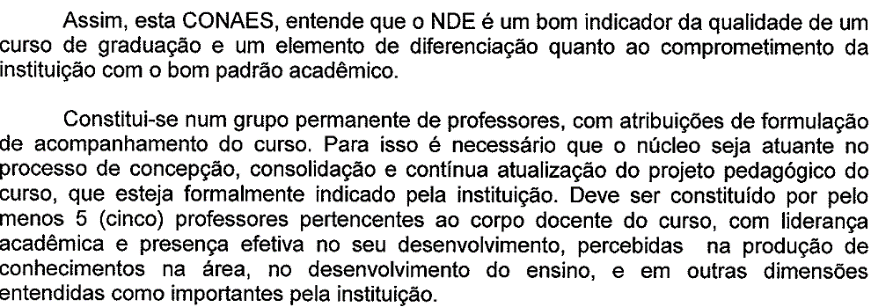 Assim, esta CONAES, entende que o NDE é um bom indicador da qualidade de um
curso de graduação e um elemento de diferenciação quanto ao comprometimento da
instituição com o bom padrão acadêmico.
Constitui-se num grupo permanente de professores, com atribuições de formulação
de acompanhamento do curso. Para isso é necessário que o núcleo seja atuante no
processo de concepção, consolidação e contínua atualização do projeto pedagógico do
curso, que esteja formalmente indicado pela instituição. Deve ser constituído por pelo
menos 5 (cinco) professores pertencentes ao corpo docente do curso, com liderança
acadêmica e presença efetiva no seu desenvolvimento, percebidas na produção de
conhecimentos na área, no desenvolvimento do ensino, e em outras dimensões
entendidas como importantes pela instituição.